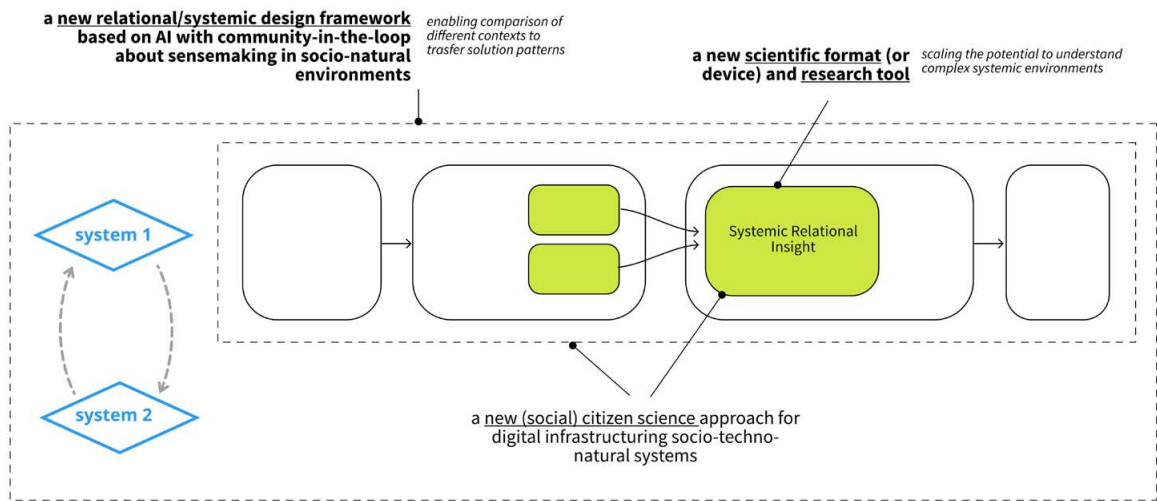 a new relational/systemic design framework
based on AI with community-in-the-loop
about sensemaking in socio-natural
environments
enabling comparison of
different contexts to
trasfer solution patterns
a new scientific format (or
device) and research tool
scaling the potential to understand
complex systemic environments
system 1
Systemic Relational
Insight
system 2
a new (social) citizen science approach for
digital infrastructuring socio-techno-
natural systems